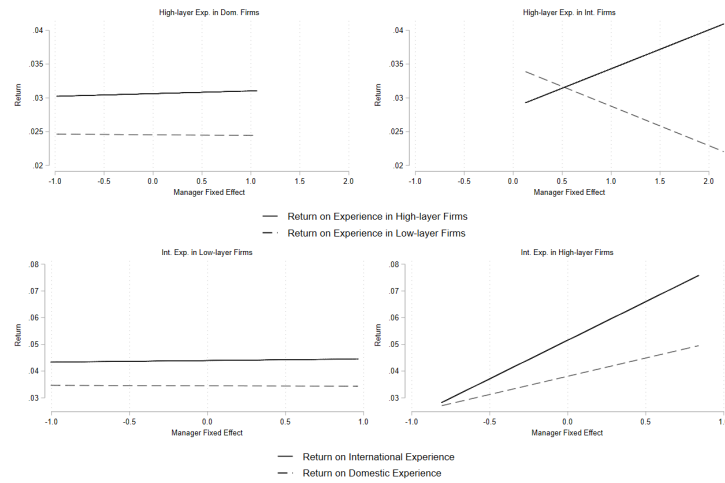 High-layer Exp. in Dom. Firms
High-layer Exp. in Int. Firms
.04
.035
.03
.025
.02
Return
-1.0 -0.5 0.0 0.5 1.0 1.5 2.0
Manager Fixed Effect
.04
.035
.03
.025
.02
Return
-1.0 -0.5 0.0 0.5 1.0 1.5 2.0
Manager Fixed Effect
Return on Experience in High-layer Firms
Return on Experience in Low-layer Firms
Int. Exp. in Low-layer Firms
Int. Exp. in High-layer Firms
.08
.07
.06
.05
.04
.03
Return
-1.0 -0.5 0.0 0.5 1.0
Manager Fixed Effect
.08
.07
.06
.05
.04
.03
Return
-1.0 -0.5 0.0 0.5 1.0
Manager Fixed Effect
Return on International Experience
Return on Domestic Experience